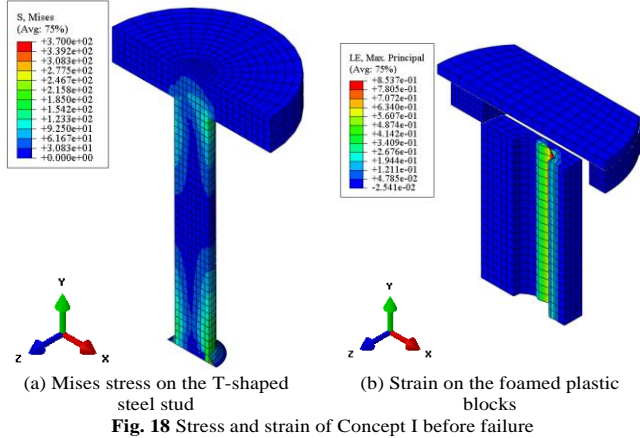 S, Mises
(Avg: 75%)
+3.700e+02
+3.392e+02
+3.083e+02
+2.775e+02
+2.467e+02
+2.158e+02
+1.850e+02
+1.542e+02
+1.233e+02
+9.250e+01
+6.167e+01
+3.083e+01
+0.000e+00
Y
Z
X
LE, Max. Principal
(Avg: 75%)
+8.537e-01
+7.805e-01
+7.072e-01
+6.340e-01
+5.607e-01
+4.874e-01
+4.142e-01
+3.409e-01
+2.676e-01
+1.944e-01
+1.211e-01
+4.785e-02
-2.541e-02
Y
Z
X
(a) Mises stress on the T-shaped
steel stud
(b) Strain on the foamed plastic
blocks
Fig. 18 Stress and strain of Concept I before failure